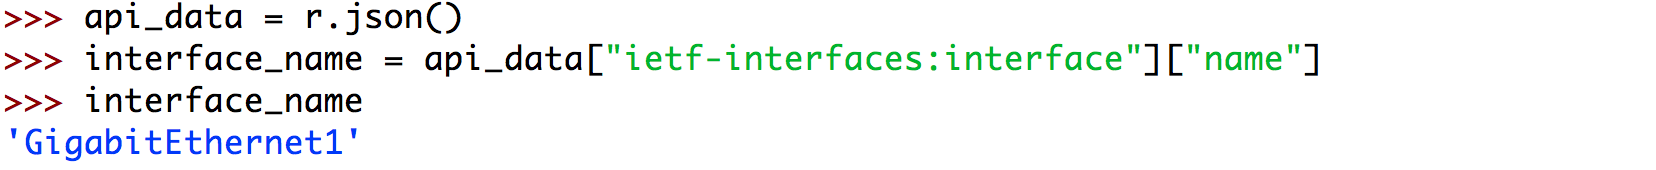 >>> api_data = r.json()
>>> interface_name = api_data["ietf-interfaces:interface"]["name"]
>>> interface_name
'GigabitEthernet1'